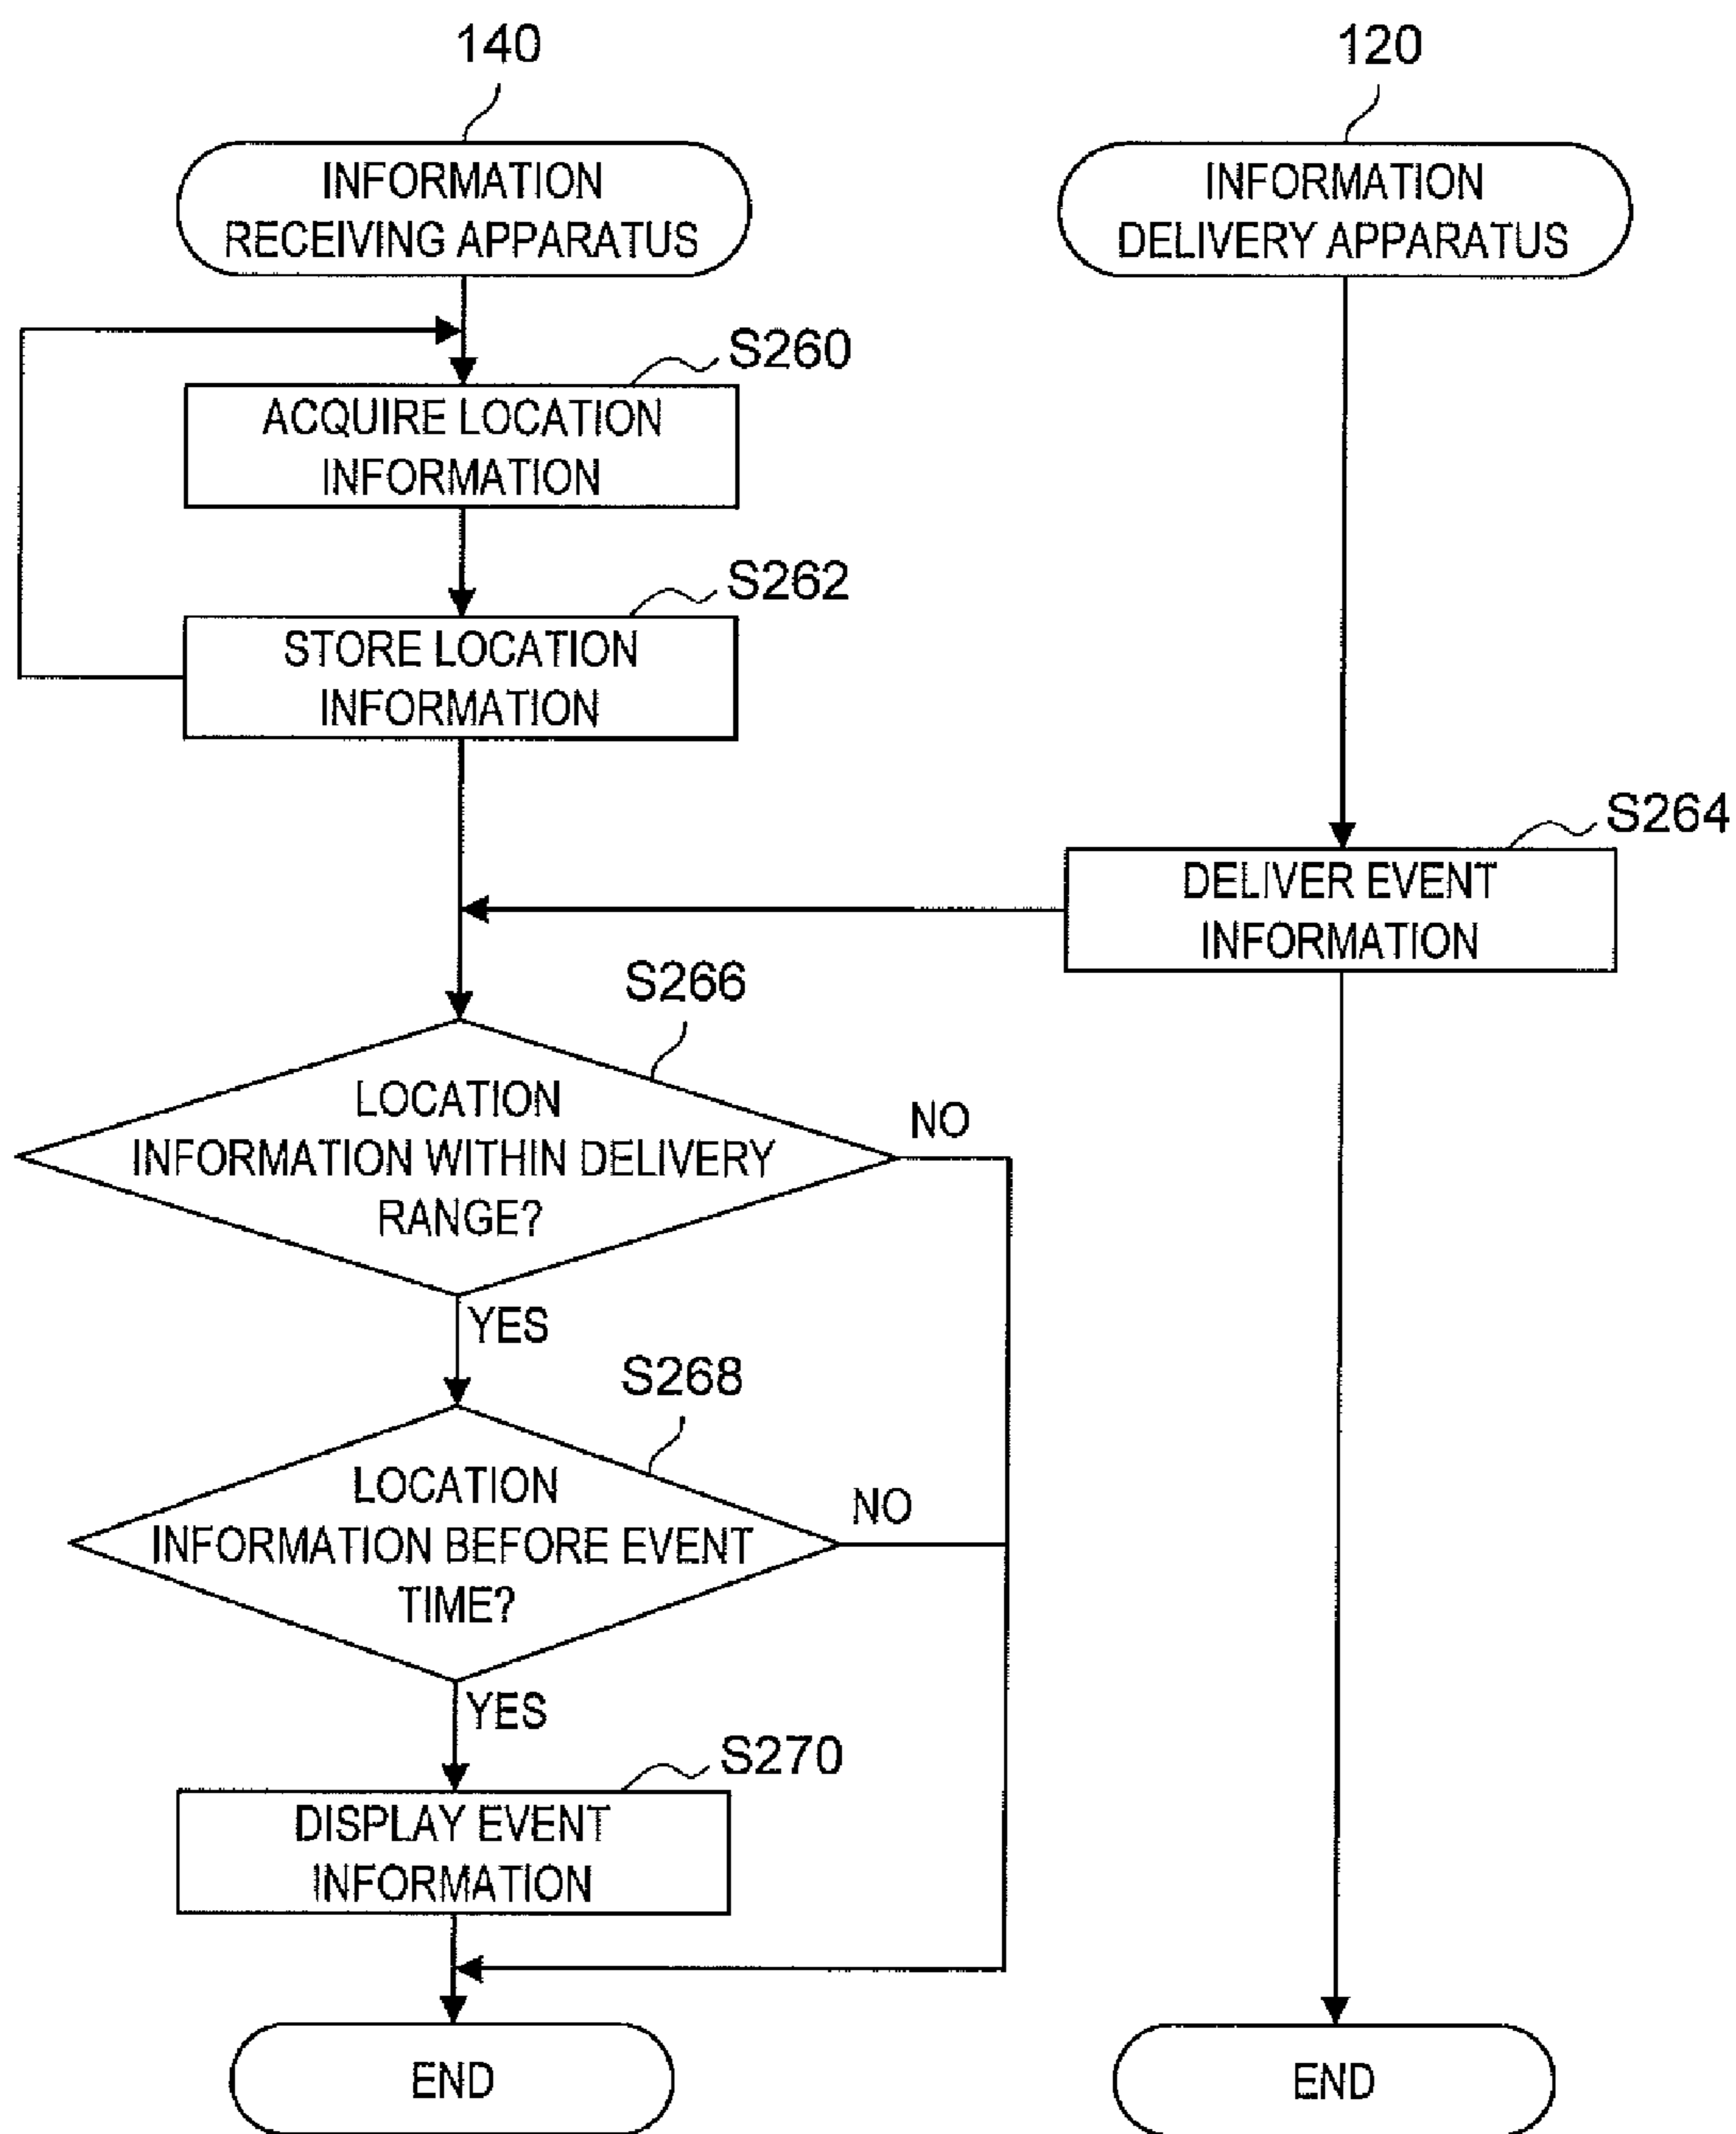 140
120
INFORMATION
RECEIVING APPARATUS
INFORMATION
DELIVERY APPARATUS
S260
ACQUIRE LOCATION
INFORMATION
S262
STORE LOCATION
INFORMATION
S264
DELIVER EVENT
INFORMATION
S266
LOCATION
INFORMATION WITHIN DELIVERY
RANGE?
NO
YES
S268
LOCATION
INFORMATION BEFORE EVENT
TIME?
NO
YES
S270
DISPLAY EVENT
INFORMATION
END
END